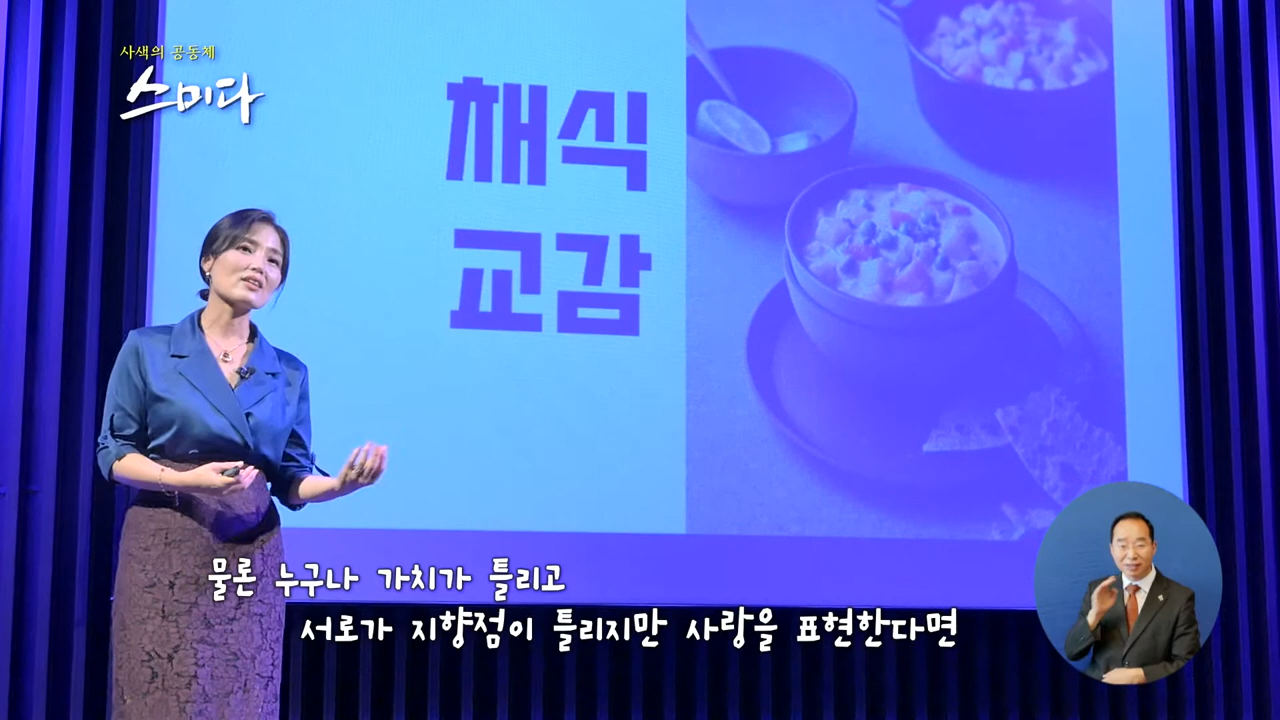 사색의 공동체
스미다
채식
교감
물론 누구나 가치가 틀리고
서로가 지향점이 틀리지만 사랑을 표현한다면